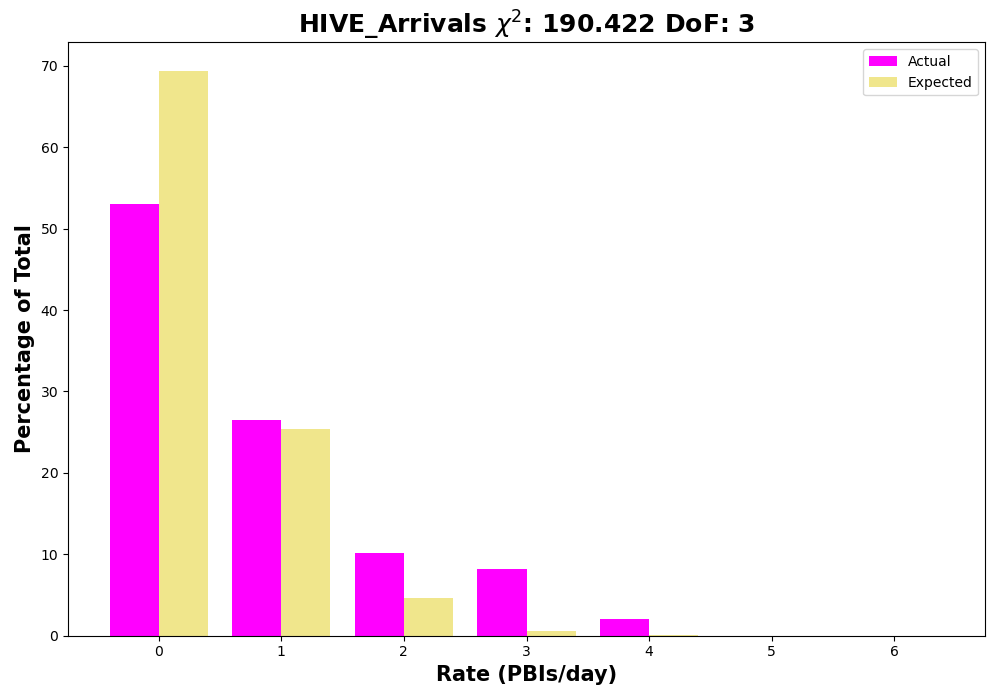 HIVE_Arrivals χ²: 190.422 DoF: 3
Actual
Expected
Percentage of Total
70
60
50
40
30
20
10
0
0 1 2 3 4 5 6
Rate (PBIs/day)